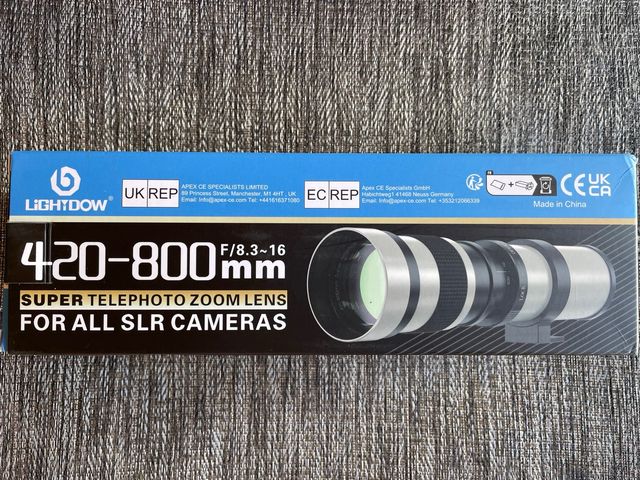 LIGHTDOW
UK REP
APEX CE SPECIALISTS LIMITED
89 Princess Street, Manchester, M1 4HT , UK
Email: Info@apex-ce.com Tel: +441616371080
EC REP
Apex CE Specialists GmbH
Habichtweg1 41468 Neuss Germany
Email: Info@apex-ce.com Tel: +353212066339
CE UK
CA
Made in China
420-800mm
F/8.3~16
SUPER TELEPHOTO ZOOM LENS
FOR ALL SLR CAMERAS